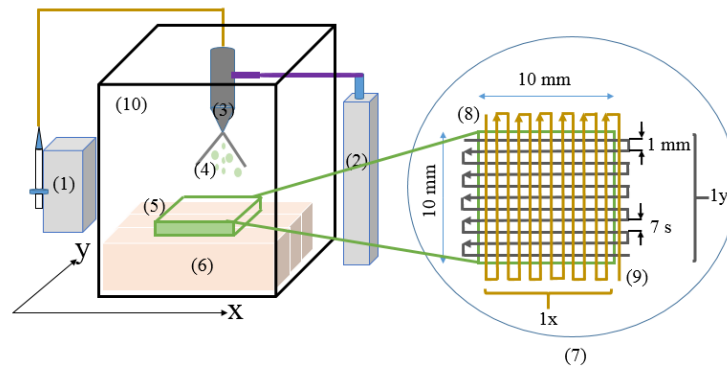 (10)
(3)
(4)
(2)
(1)
(5)
(6)
y
x
10 mm
(8)
1 mm
10 mm
1y
7 s
(9)
1x
(7)